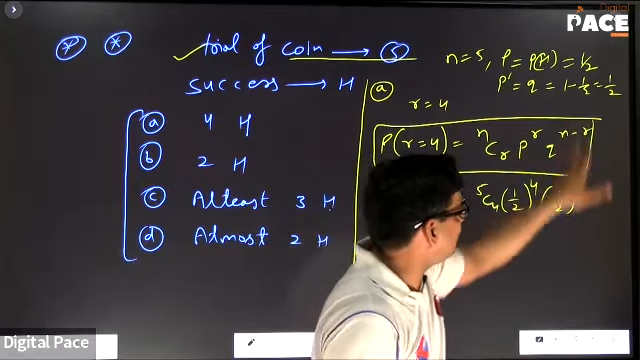 Digital
PACE
P * trial of coin → 5
success → H
a 4 H
b 2 H
c Atleast 3 H
d Atmost 2 H
n=5, P = P(H) = 1/2
P' = q = 1-1/2 = 1/2
a
r=4
P(r=4) = ⁿCᵣ pʳ qⁿ⁻ʳ
⁵C₄ (1/2)⁴ (
Digital Pace